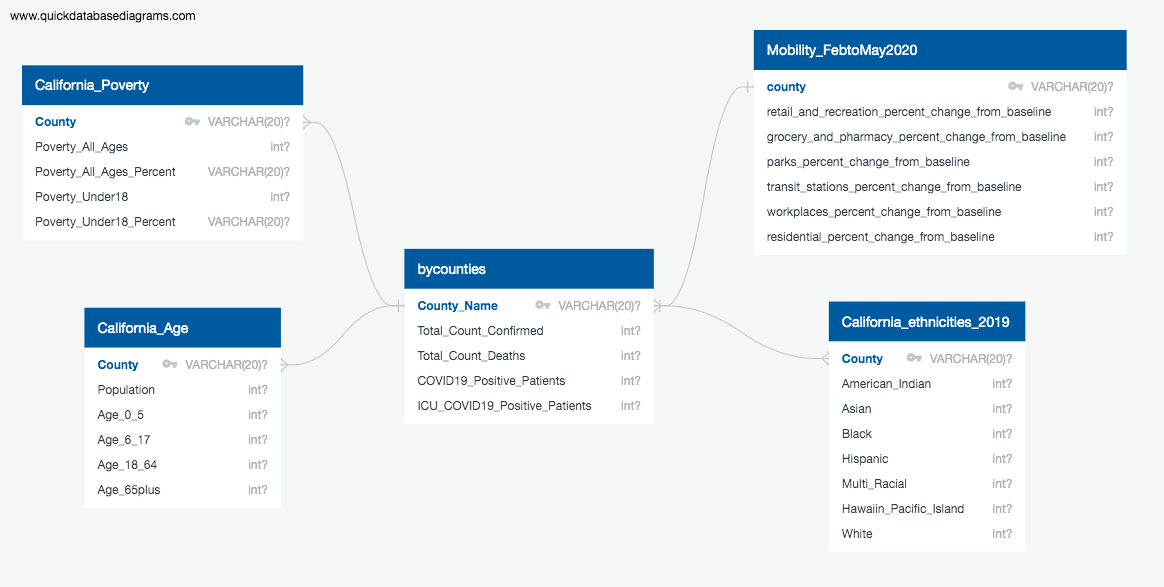 www.quickdatabasediagrams.com
California_Poverty
County VARCHAR(20)?
Poverty_All_Ages int?
Poverty_All_Ages_Percent VARCHAR(20)?
Poverty_Under18 int?
Poverty_Under18_Percent VARCHAR(20)?
Mobility_FebtoMay2020
county VARCHAR(20)?
retail_and_recreation_percent_change_from_baseline int?
grocery_and_pharmacy_percent_change_from_baseline int?
parks_percent_change_from_baseline int?
transit_stations_percent_change_from_baseline int?
workplaces_percent_change_from_baseline int?
residential_percent_change_from_baseline int?
bycounties
County_Name VARCHAR(20)?
Total_Count_Confirmed int?
Total_Count_Deaths int?
COVID19_Positive_Patients int?
ICU_COVID19_Positive_Patients int?
California_Age
County VARCHAR(20)?
Population int?
Age_0_5 int?
Age_6_17 int?
Age_18_64 int?
Age_65plus int?
California_ethnicities_2019
County VARCHAR(20)?
American_Indian int?
Asian int?
Black int?
Hispanic int?
Multi_Racial int?
Hawaiin_Pacific_Island int?
White int?